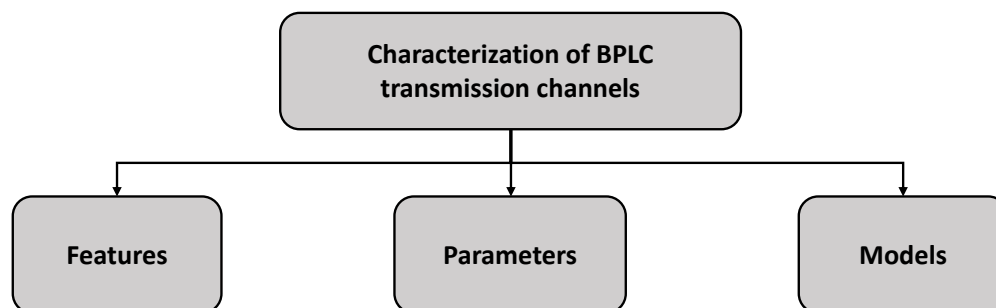 Characterization of BPLC
transmission channels
Features
Parameters
Models